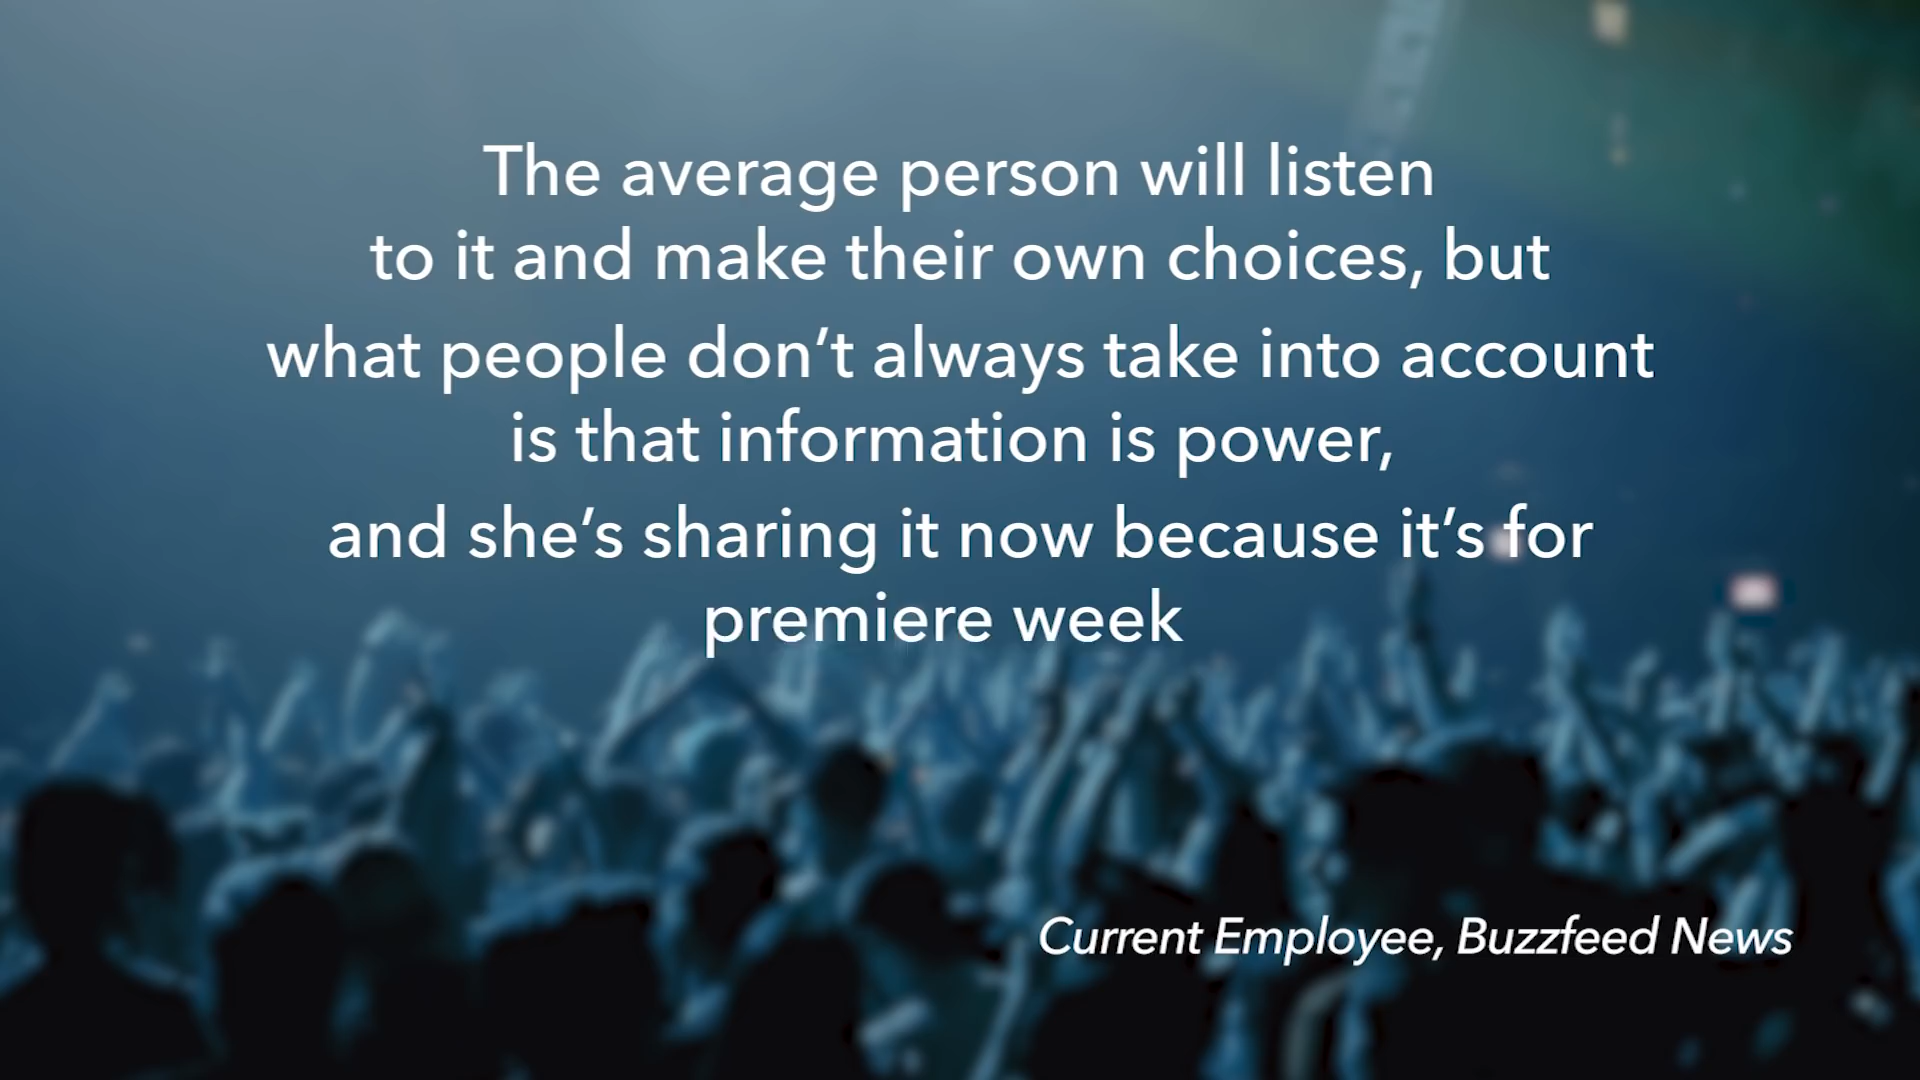 The average person will listen
to it and make their own choices, but
what people don’t always take into account
is that information is power,
and she’s sharing it now because it’s for
premiere week
Current Employee, Buzzfeed News